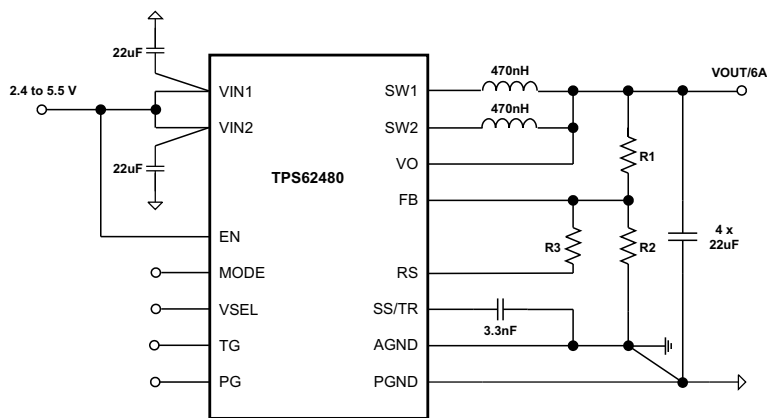 22uF
2.4 to 5.5 V
22uF
TPS62480
VIN1
VIN2
EN
MODE
VSEL
TG
PG
SW1
SW2
VO
FB
RS
SS/TR
AGND
PGND
470nH
470nH
VOUT/6A
R1
R3
R2
4 x
22uF
3.3nF